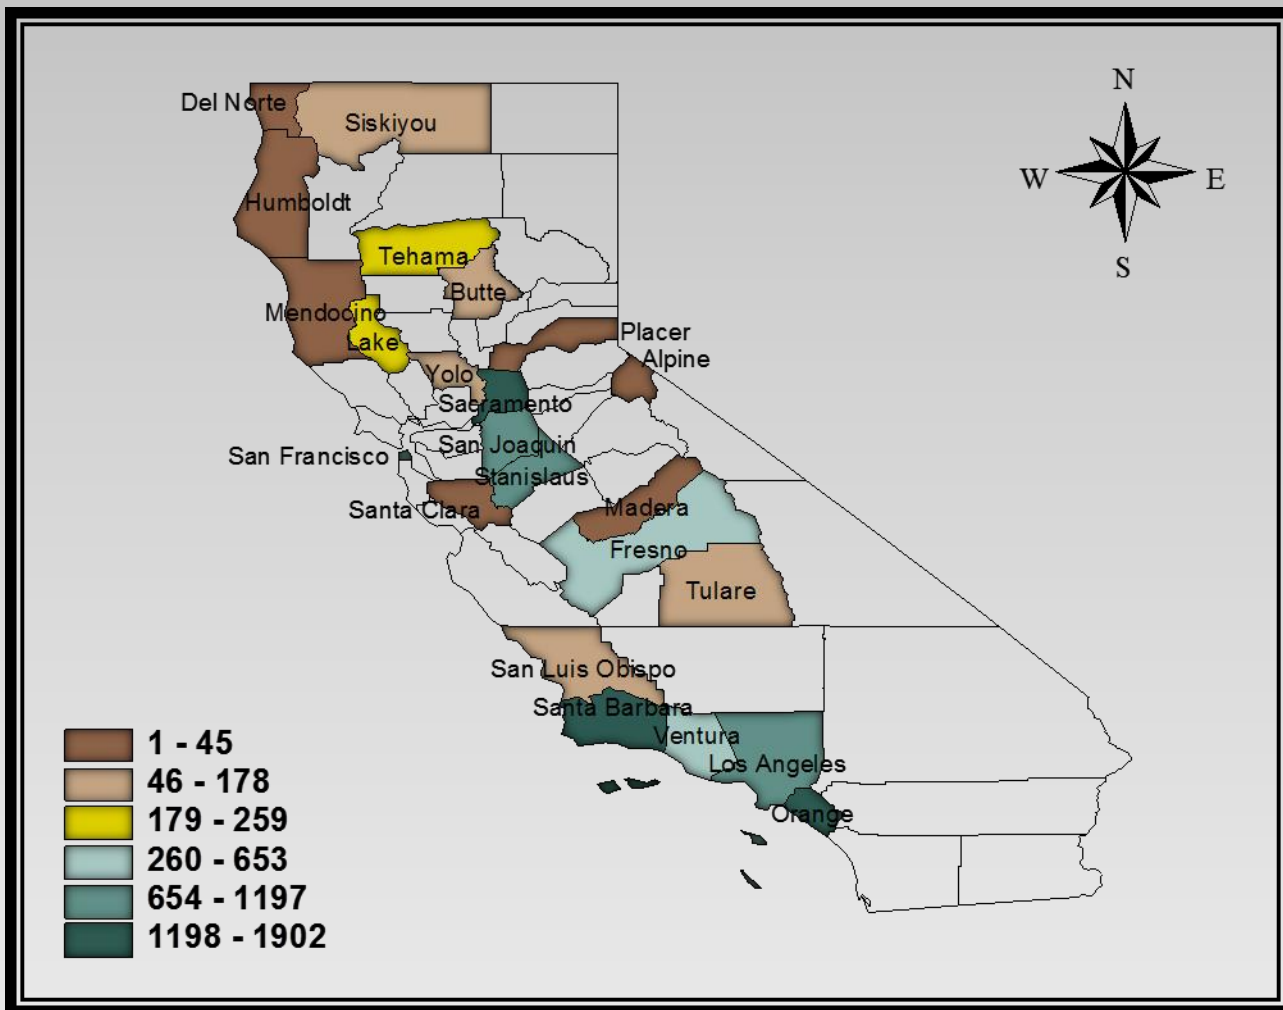 N
W
E
S
Del Norte
Siskiyou
Humboldt
Tehama
Butte
Mendocino
Lake
Placer
Alpine
Yolo
Sacramento
San Joaquin
San Francisco
Stanislaus
Santa Clara
Madera
Fresno
Tulare
San Luis Obispo
Santa Barbara
Ventura
Los Angeles
Orange
1 - 45
46 - 178
179 - 259
260 - 653
654 - 1197
1198 - 1902